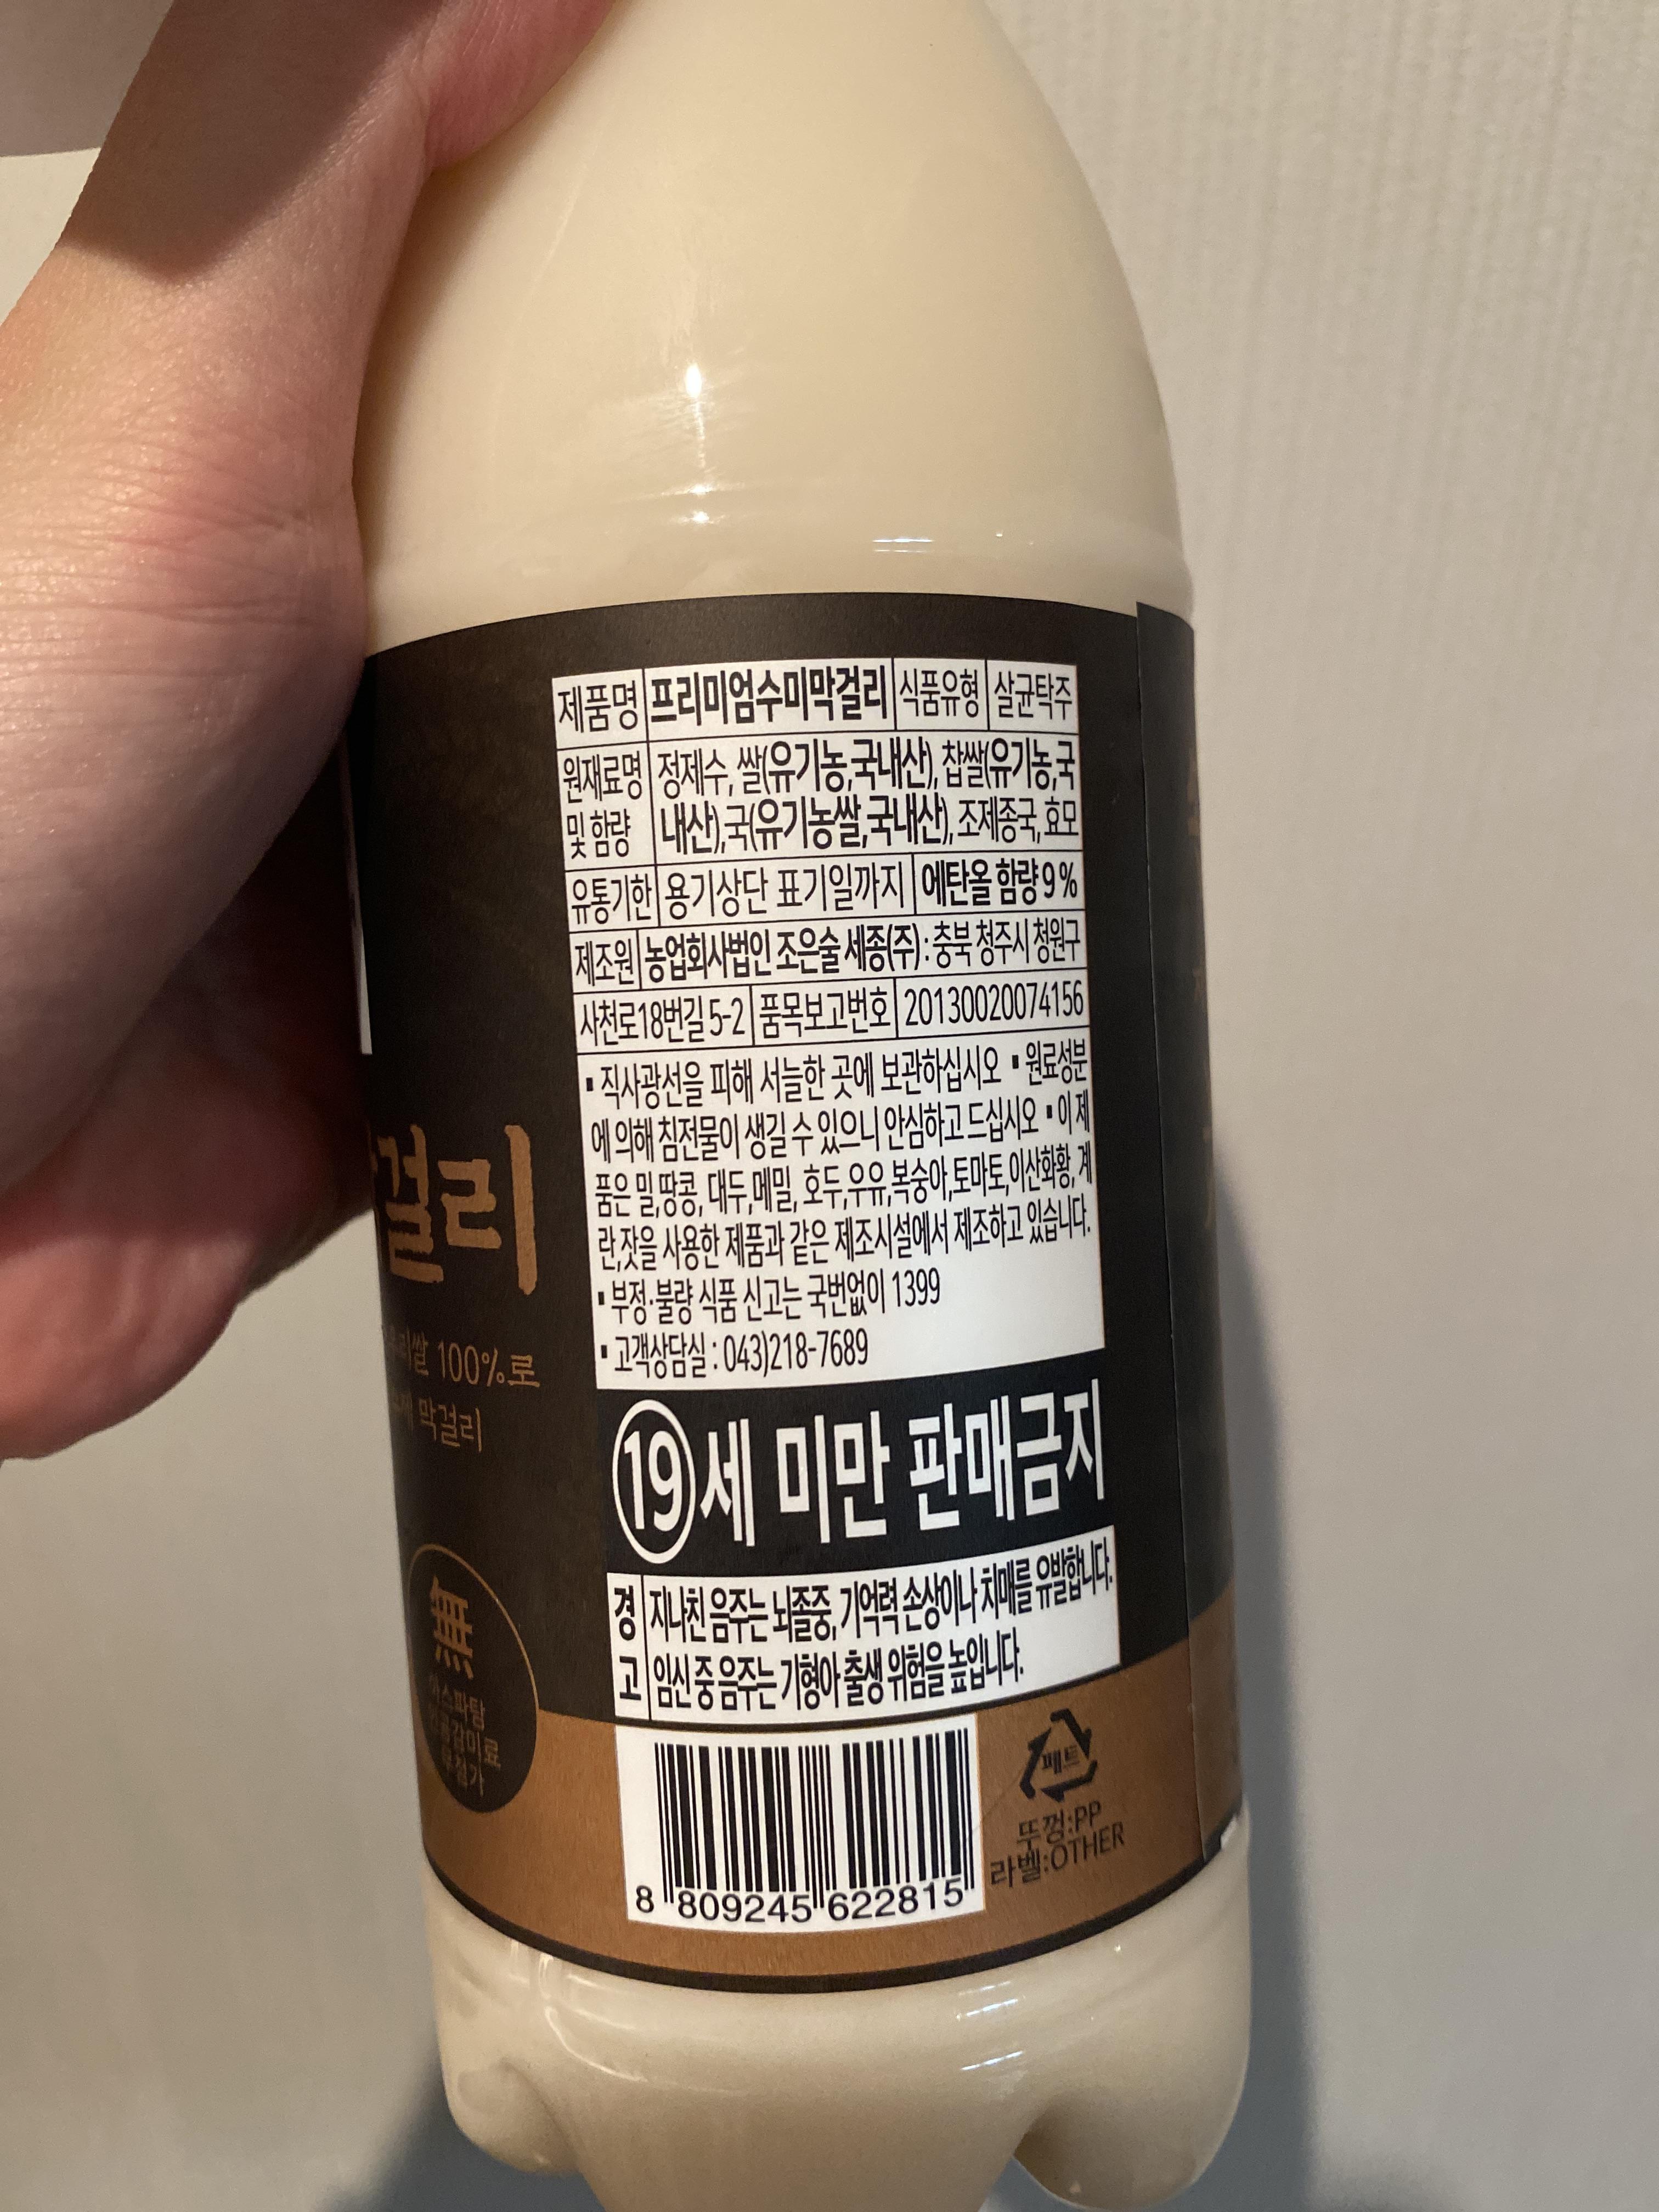 제품명 프리미엄수미막걸리 식품유형 살균탁주
원재료명 정제수, 쌀(유기농,국내산), 찹쌀(유기농,국
및 함량 내산),국(유기농쌀,국내산), 조제종국, 효모
유통기한 용기상단 표기일까지 에탄올 함량 9%
제조원 농업회사법인 조은술 세종(주) : 충북 청주시 청원구
사천로18번길 5-2 품목보고번호 20130020074156
▪ 직사광선을 피해 서늘한 곳에 보관하십시오 ▪ 원료성분
에 의해 침전물이 생길 수 있으니 안심하고 드십시오 ▪ 이 제
품은 밀,땅콩, 대두,메밀, 호두,우유,복숭아,토마토,이산화황, 계
란,잣을 사용한 제품과 같은 제조시설에서 제조하고 있습니다.
▪ 부정·불량 식품 신고는 국번없이 1399
▪ 고객상담실 : 043)218-7689
19세 미만 판매금지
경고
지나친 음주는 뇌졸중, 기억력 손상이나 치매를 유발합니다.
임신 중 음주는 기형아 출생 위험을 높입니다.
8 809245 622815
페트
뚜껑:PP
라벨:OTHER
걸리
100%로
막걸리
無